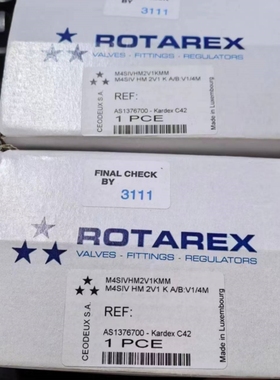 BY
3111
ROTAREX
VALVES - FITTINGS - REGULATORS
M4SIVHM2V1KMM
M4SIV HM 2V1 K A/B:V1/4M
REF:
AS1376700 - Kardex C42
1 PCE
CEODEUX S.A.
Made in Luxembourg
FINAL CHECK
BY
3111
ROTAREX
VALVES - FITTINGS - REGULATORS
M4SIVHM2V1KMM
M4SIV HM 2V1 K A/B:V1/4M
REF:
AS1376700 - Kardex C42
1 PCE
CEODEUX S.A.
Made in Luxembourg